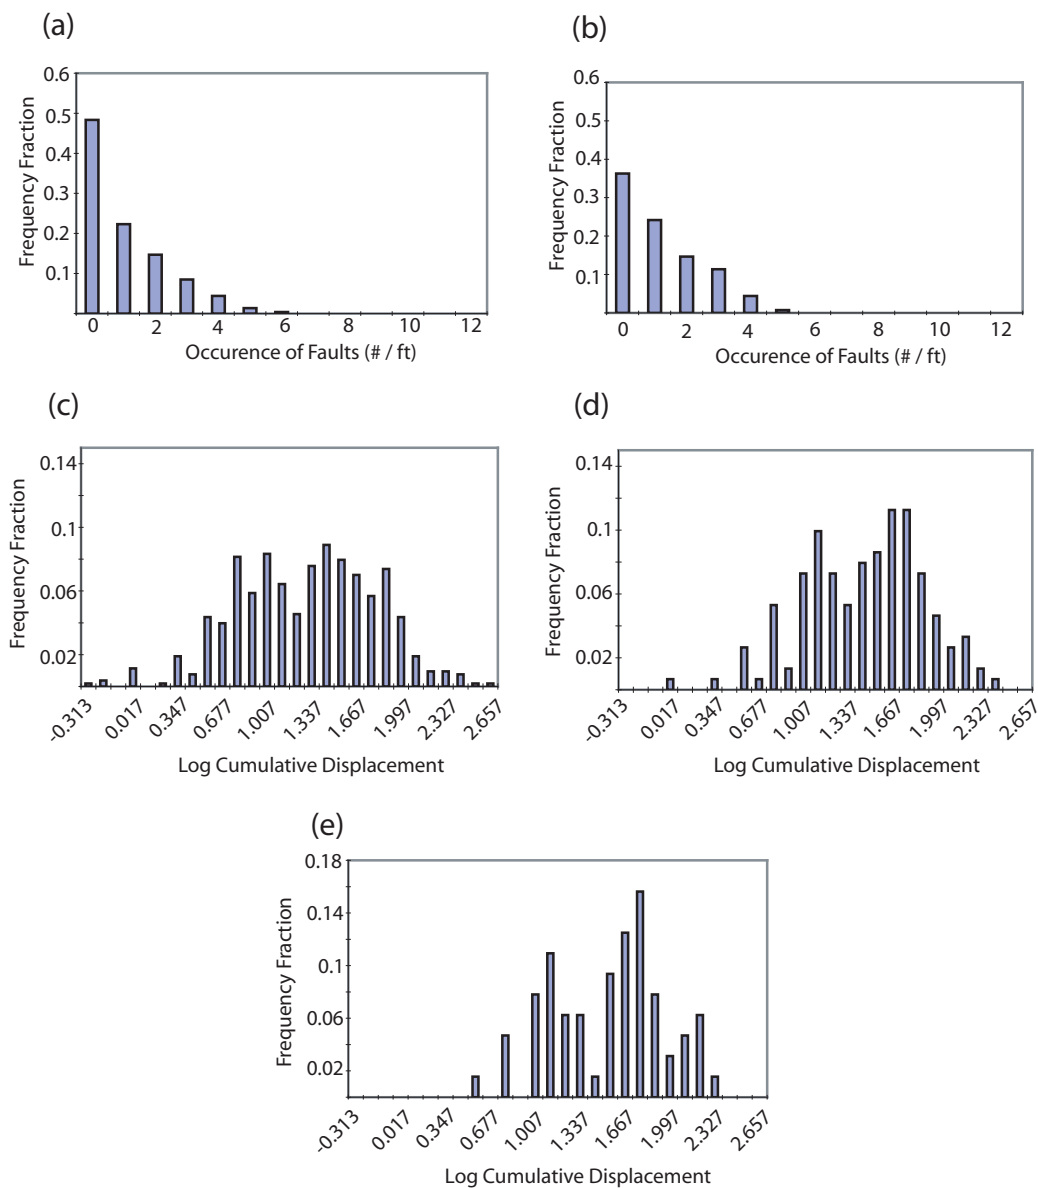 (a)
0.6
0.5
0.4
0.3
0.2
0.1
Frequency Fraction
0 2 4 6 8 10 12
Occurence of Faults (# / ft)
(b)
0.6
0.5
0.4
0.3
0.2
0.1
Frequency Fraction
0 2 4 6 8 10 12
Occurence of Faults (# / ft)
(c)
0.14
0.1
0.06
0.02
Frequency Fraction
-0.313 0.017 0.347 0.677 1.007 1.337 1.667 1.997 2.327 2.657
Log Cumulative Displacement
(d)
0.14
0.1
0.06
0.02
Frequency Fraction
-0.313 0.017 0.347 0.677 1.007 1.337 1.667 1.997 2.327 2.657
Log Cumulative Displacement
(e)
0.18
0.14
0.1
0.06
0.02
Frequency Fraction
-0.313 0.017 0.347 0.677 1.007 1.337 1.667 1.997 2.327 2.657
Log Cumulative Displacement